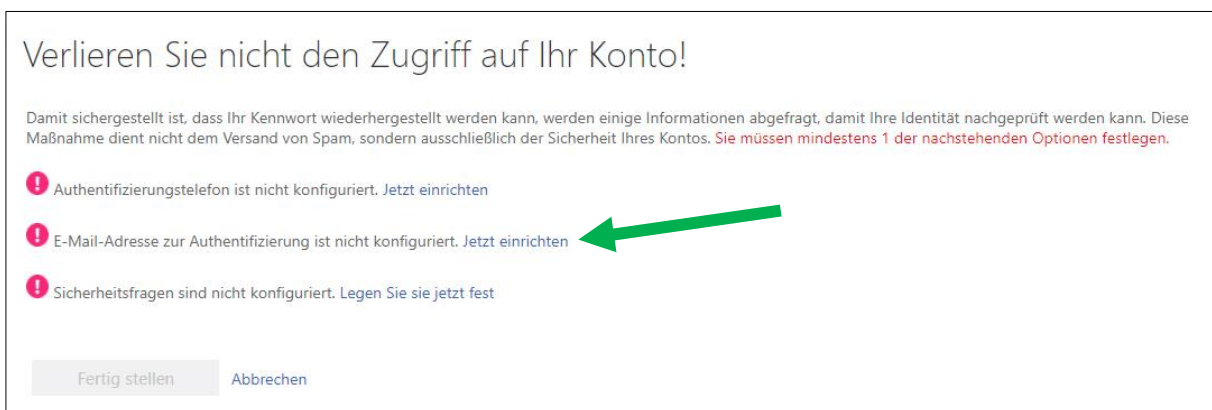 Verlieren Sie nicht den Zugriff auf Ihr Konto!
Damit sichergestellt ist, dass Ihr Kennwort wiederhergestellt werden kann, werden einige Informationen abgefragt, damit Ihre Identität nachgeprüft werden kann. Diese
Maßnahme dient nicht dem Versand von Spam, sondern ausschließlich der Sicherheit Ihres Kontos. Sie müssen mindestens 1 der nachstehenden Optionen festlegen.
Authentifizierungstelefon ist nicht konfiguriert. Jetzt einrichten
E-Mail-Adresse zur Authentifizierung ist nicht konfiguriert. Jetzt einrichten
Sicherheitsfragen sind nicht konfiguriert. Legen Sie sie jetzt fest
Fertig stellen Abbrechen